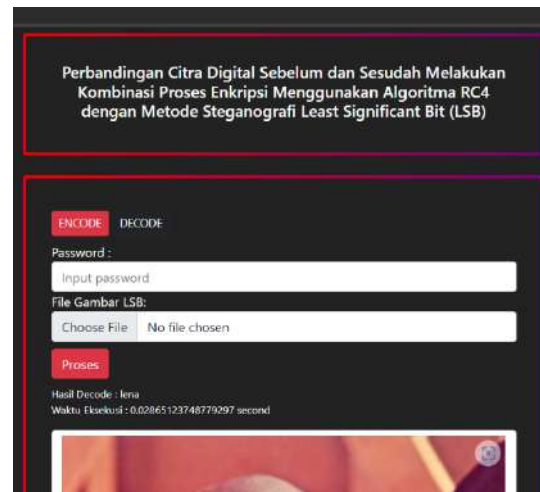 Perbandingan Citra Digital Sebelum dan Sesudah Melakukan
Kombinasi Proses Enkripsi Menggunakan Algoritma RC4
dengan Metode Steganografi Least Significant Bit (LSB)
ENCODE DECODE
Password :
Input password
File Gambar LSB:
Choose File No file chosen
Proses
Hasil Decode : lena
Waktu Eksekusi : 0.02865123748779297 second